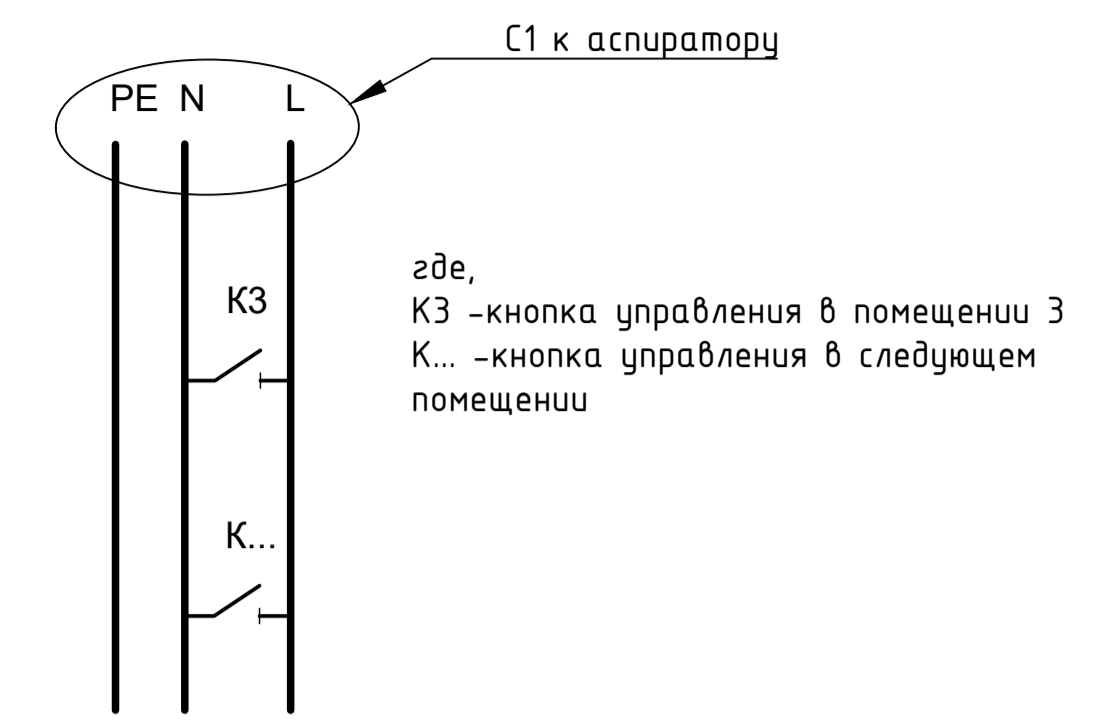 С1 к аспиратору
PE N L
К3
где,
К3 -кнопка управления в помещении 3
К... -кнопка управления в следующем
помещении
К...